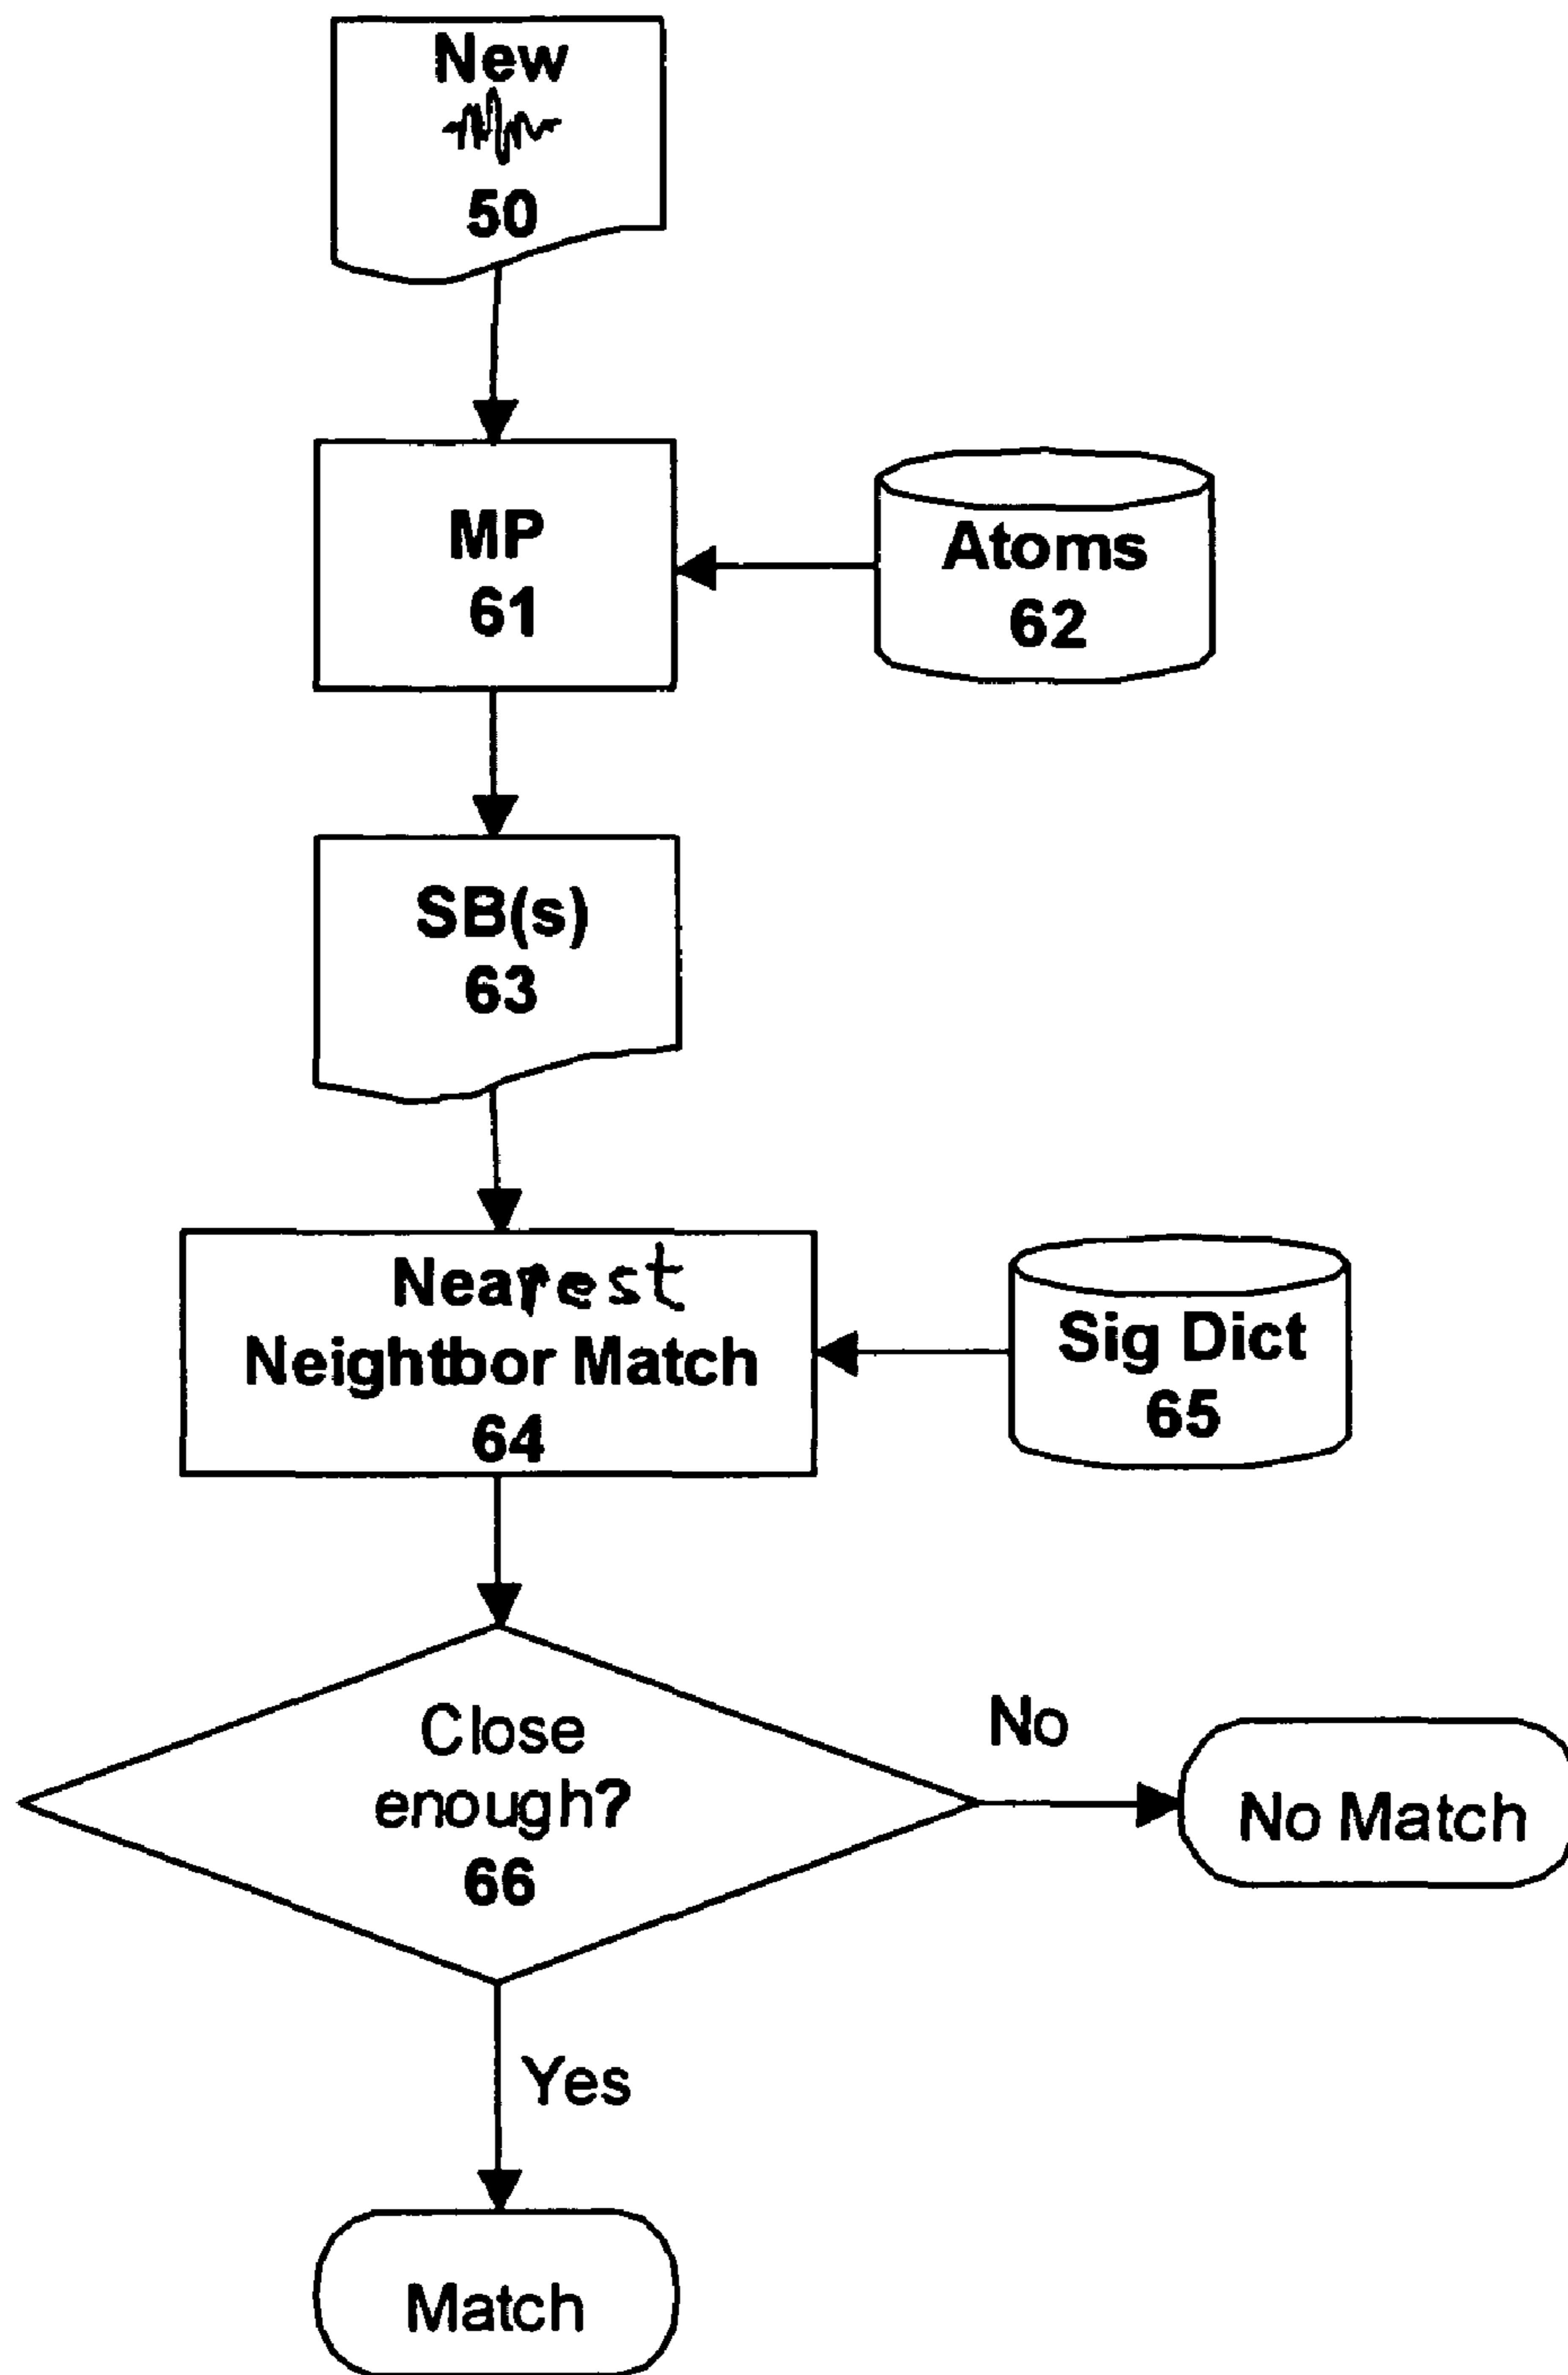 New
50
MP
61
Atoms
62
SB(s)
63
Nearest
Neightbor Match
64
Sig Dict
65
Close
enough?
66
No
No Match
Yes
Match